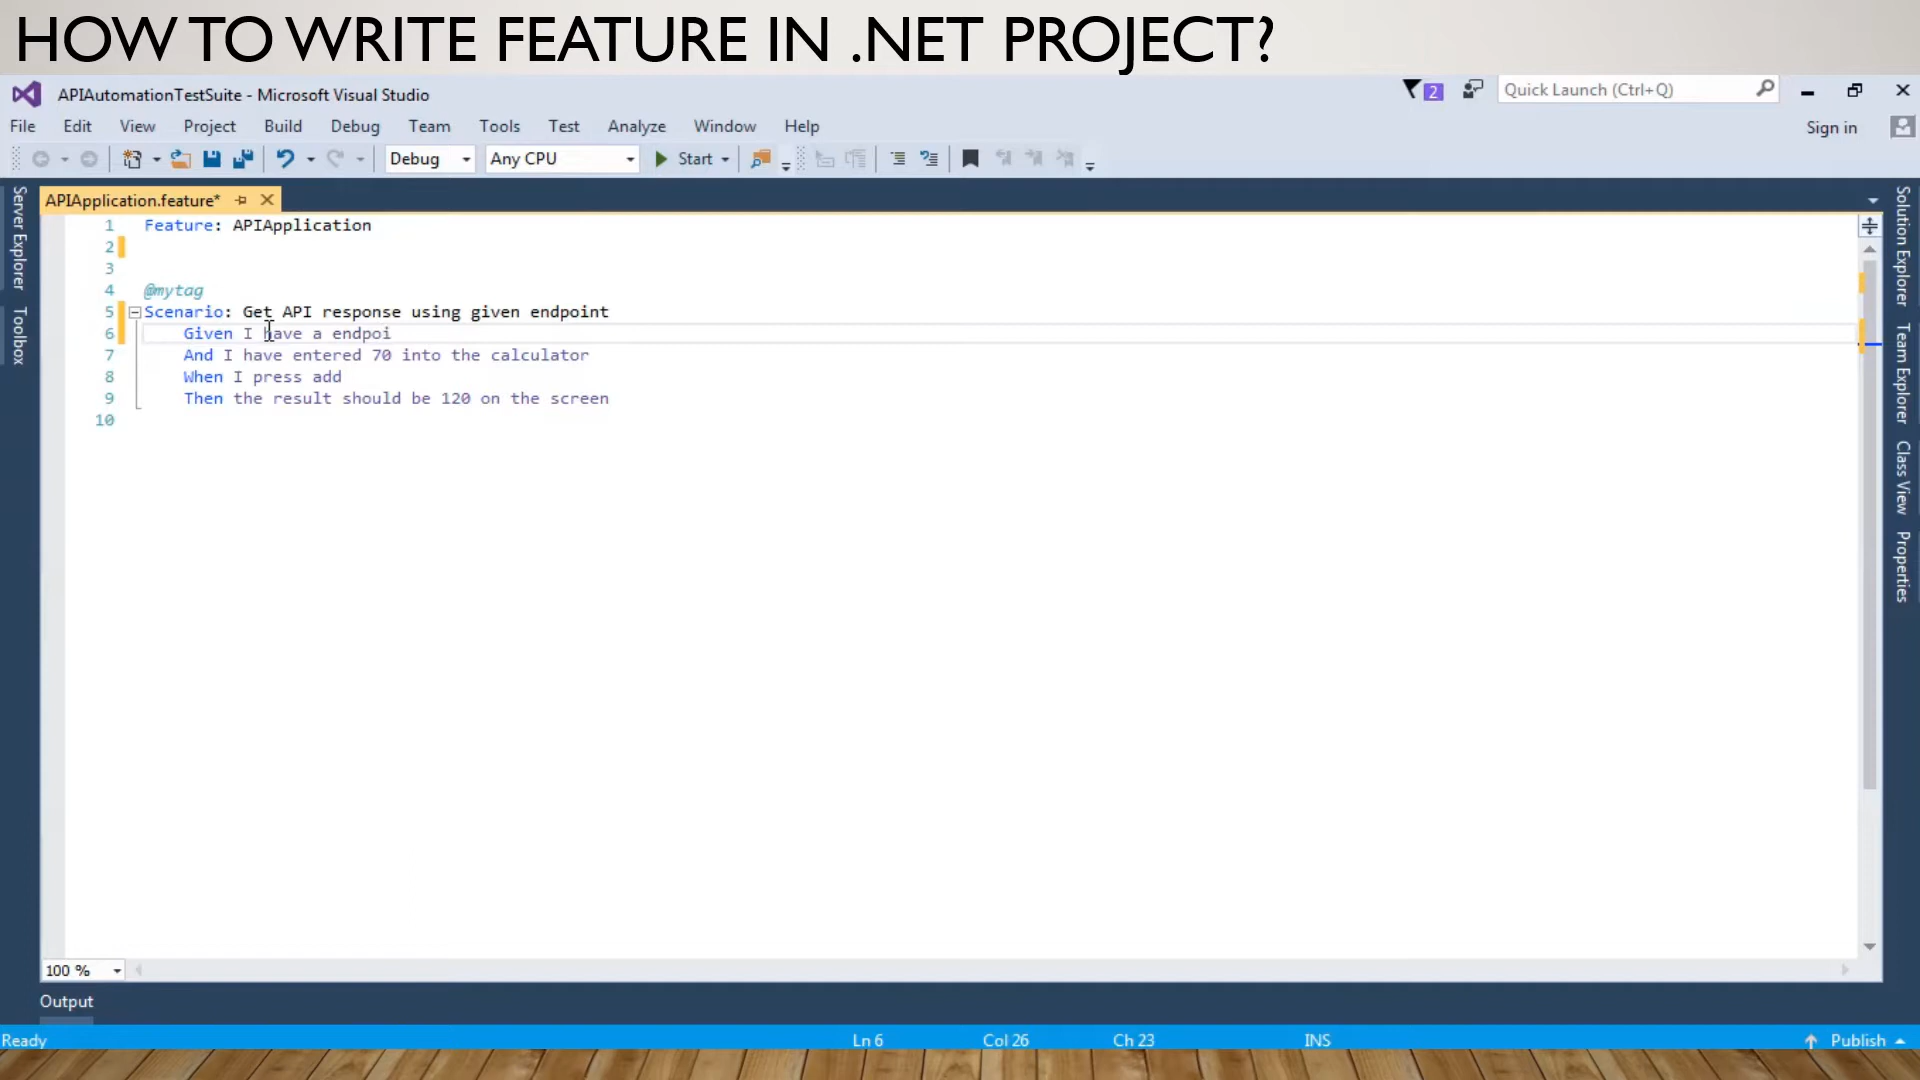 HOW TO WRITE FEATURE IN .NET PROJECT?
APIAutomationTestSuite - Microsoft Visual Studio
2
Quick Launch (Ctrl+Q)
File Edit View Project Build Debug Team Tools Test Analyze Window Help
Sign in
Debug Any CPU Start
Server Explorer
Toolbox
APIApplication.feature*
1 Feature: APIApplication
2
3
4 @mytag
5 Scenario: Get API response using given endpoint
6 Given I have a endpoi
7 And I have entered 70 into the calculator
8 When I press add
9 Then the result should be 120 on the screen
10
Solution Explorer
Team Explorer
Class View
Properties
100 %
Output
Ready Ln 6 Col 26 Ch 23 INS Publish